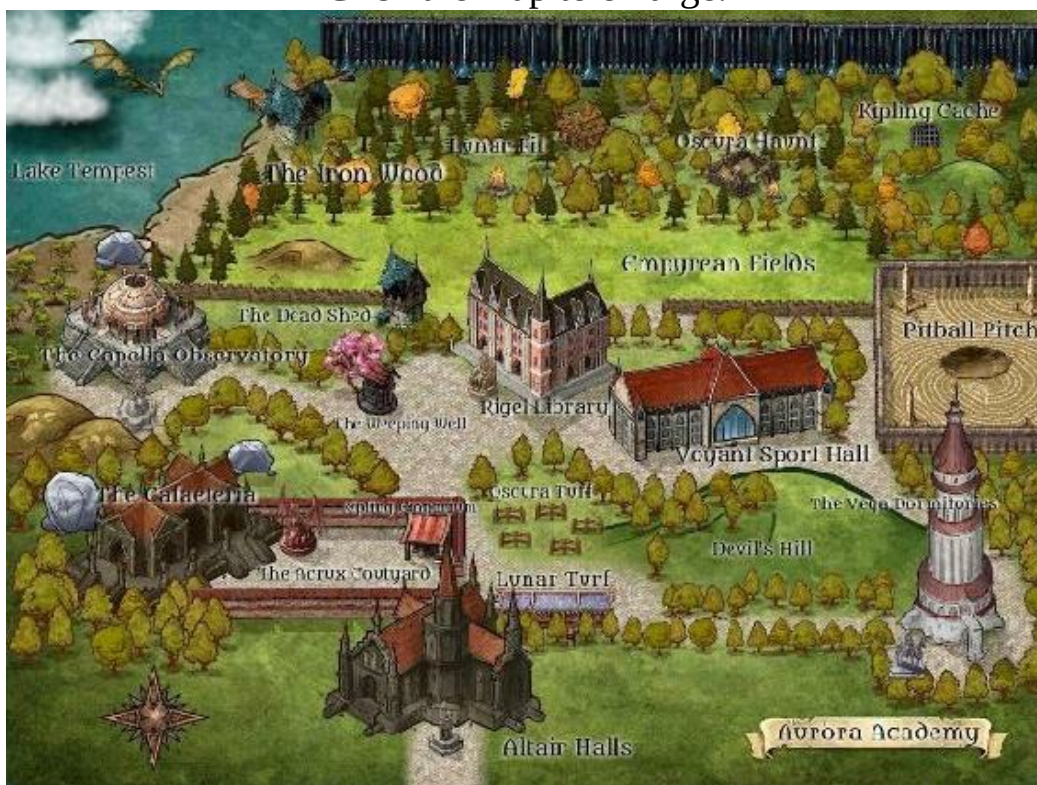 Lake Tempest
Kipling Cache
Lunar Pit
Oscura Haunt
The Iron Wood
Empyrean Fields
The Dead Shed
Pitball Pitch
The Capella Observatory
Rigel Library
The Weeping Well
Voyant Sport Hall
The Cafaeteria
Oscura Turf
The Vega Dormitories
Kipling Emporium
Devil's Hill
The Acrux Coutyard
Lunar Turf
Altair Halls
Aurora Academy